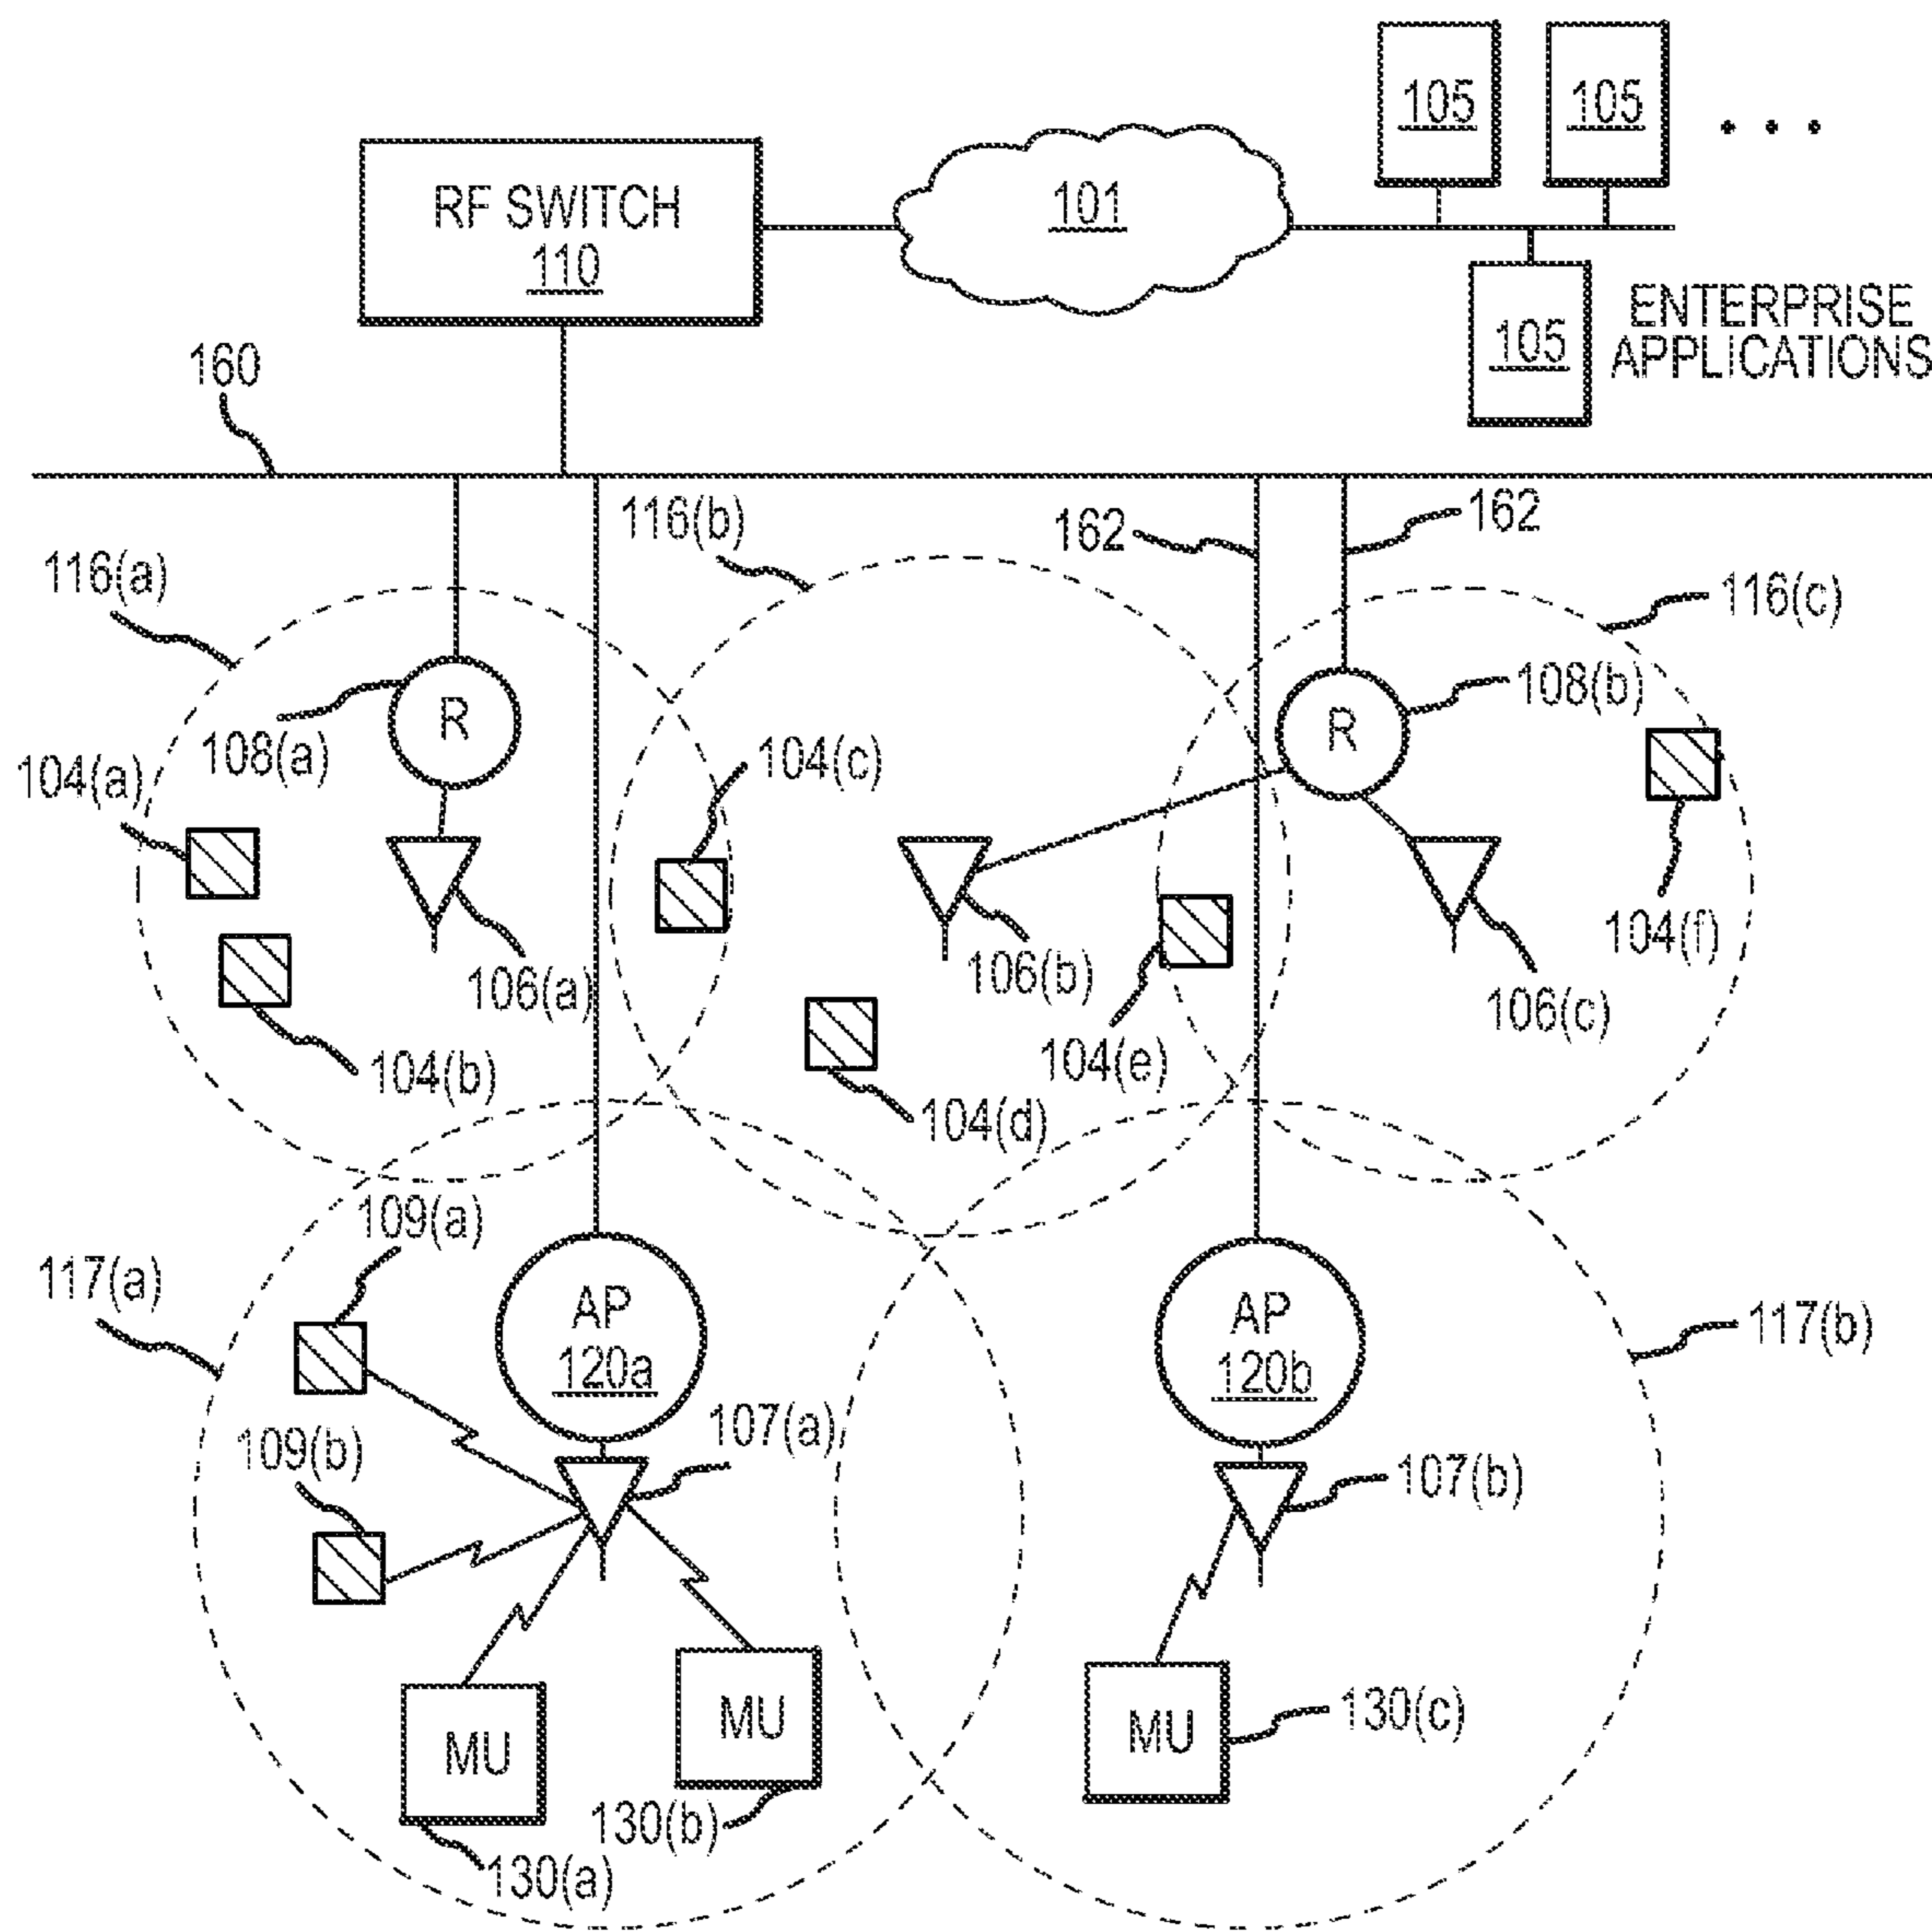 105
105
RF SWITCH
110
101
105
ENTERPRISE
APPLICATIONS
160
116(b)
162
162
116(a)
116(c)
R
108(a)
R
108(b)
104(a)
104(c)
106(a)
106(b)
104(f)
104(b)
104(e)
106(c)
104(d)
109(a)
117(a)
AP
120a
AP
120b
117(b)
109(b)
107(a)
107(b)
MU
MU
MU
130(c)
130(b)
130(a)